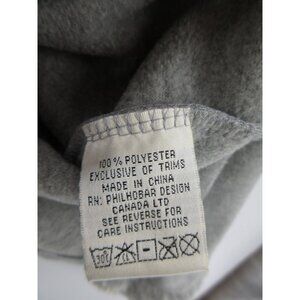 100% POLYESTER
EXCLUSIVE OF TRIMS
MADE IN CHINA
RN: PHILHOBAR DESIGN
CANADA LTD
SEE REVERSE FOR
CARE INSTRUCTIONS